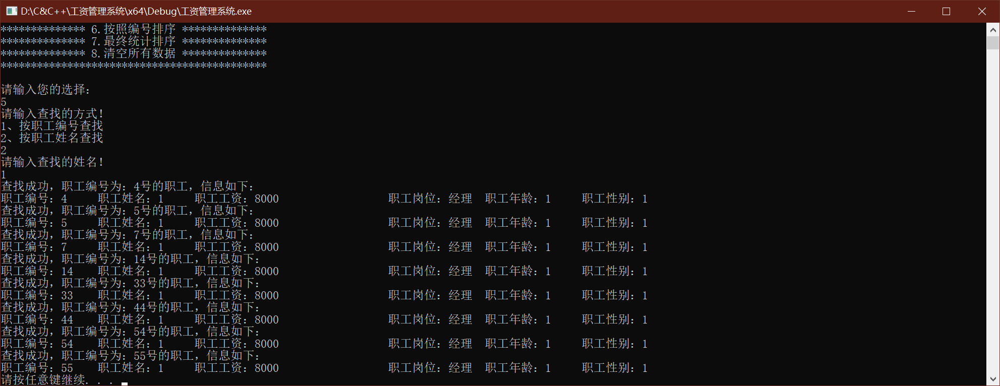 D:\C&C++\工资管理系统\x64\Debug\工资管理系统.exe
************** 6.按照编号排序 **************
************** 7.最终统计排序 **************
************** 8.清空所有数据 **************
********************************************
请输入您的选择：
5
请输入查找的方式！
1、按职工编号查找
2、按职工姓名查找
2
请输入查找的姓名！
1
查找成功，职工编号为：4号的职工，信息如下：
职工编号：4 职工姓名：1 职工工资：8000 职工岗位：经理 职工年龄：1 职工性别：1
查找成功，职工编号为：5号的职工，信息如下：
职工编号：5 职工姓名：1 职工工资：8000 职工岗位：经理 职工年龄：1 职工性别：1
查找成功，职工编号为：7号的职工，信息如下：
职工编号：7 职工姓名：1 职工工资：8000 职工岗位：经理 职工年龄：1 职工性别：1
查找成功，职工编号为：14号的职工，信息如下：
职工编号：14 职工姓名：1 职工工资：8000 职工岗位：经理 职工年龄：1 职工性别：1
查找成功，职工编号为：33号的职工，信息如下：
职工编号：33 职工姓名：1 职工工资：8000 职工岗位：经理 职工年龄：1 职工性别：1
查找成功，职工编号为：44号的职工，信息如下：
职工编号：44 职工姓名：1 职工工资：8000 职工岗位：经理 职工年龄：1 职工性别：1
查找成功，职工编号为：54号的职工，信息如下：
职工编号：54 职工姓名：1 职工工资：8000 职工岗位：经理 职工年龄：1 职工性别：1
查找成功，职工编号为：55号的职工，信息如下：
职工编号：55 职工姓名：1 职工工资：8000 职工岗位：经理 职工年龄：1 职工性别：1
请按任意键继续. . .